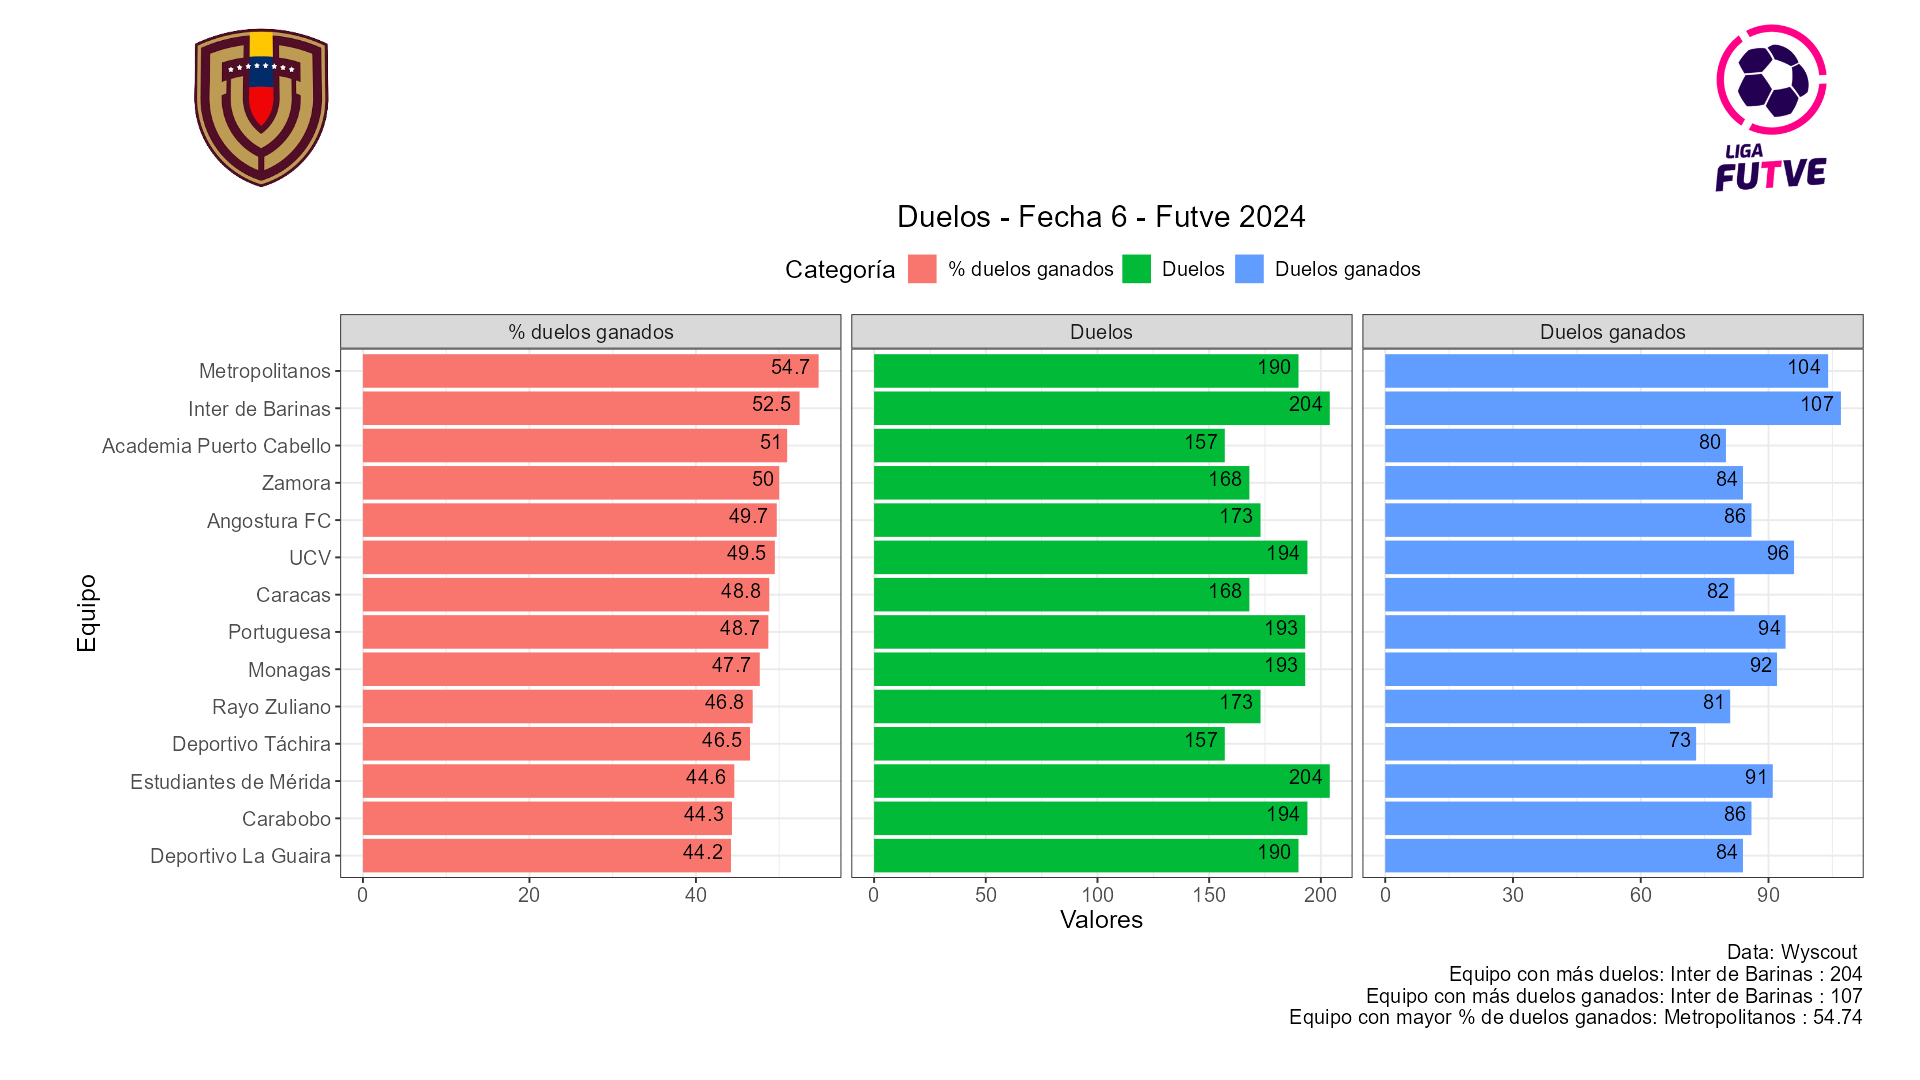 LIGA
FUTVE
Duelos - Fecha 6 - Futve 2024
Categoría % duelos ganados Duelos Duelos ganados
% duelos ganados Duelos Duelos ganados
Metropolitanos 54.7 190 104
Inter de Barinas 52.5 204 107
Academia Puerto Cabello 51 157 80
Zamora 50 168 84
Angostura FC 49.7 173 86
UCV 49.5 194 96
Caracas 48.8 168 82
Portuguesa 48.7 193 94
Monagas 47.7 193 92
Rayo Zuliano 46.8 173 81
Deportivo Táchira 46.5 157 73
Estudiantes de Mérida 44.6 204 91
Carabobo 44.3 194 86
Deportivo La Guaira 44.2 190 84
Equipo
0 20 40 0 50 100 150 200 0 30 60 90
Valores
Data: Wyscout
Equipo con más duelos: Inter de Barinas : 204
Equipo con más duelos ganados: Inter de Barinas : 107
Equipo con mayor % de duelos ganados: Metropolitanos : 54.74